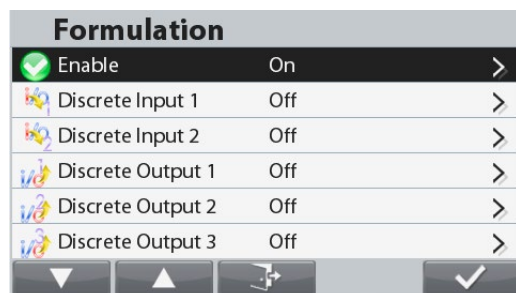 Formulation
Enable On
Discrete Input 1 Off
Discrete Input 2 Off
Discrete Output 1 Off
Discrete Output 2 Off
Discrete Output 3 Off